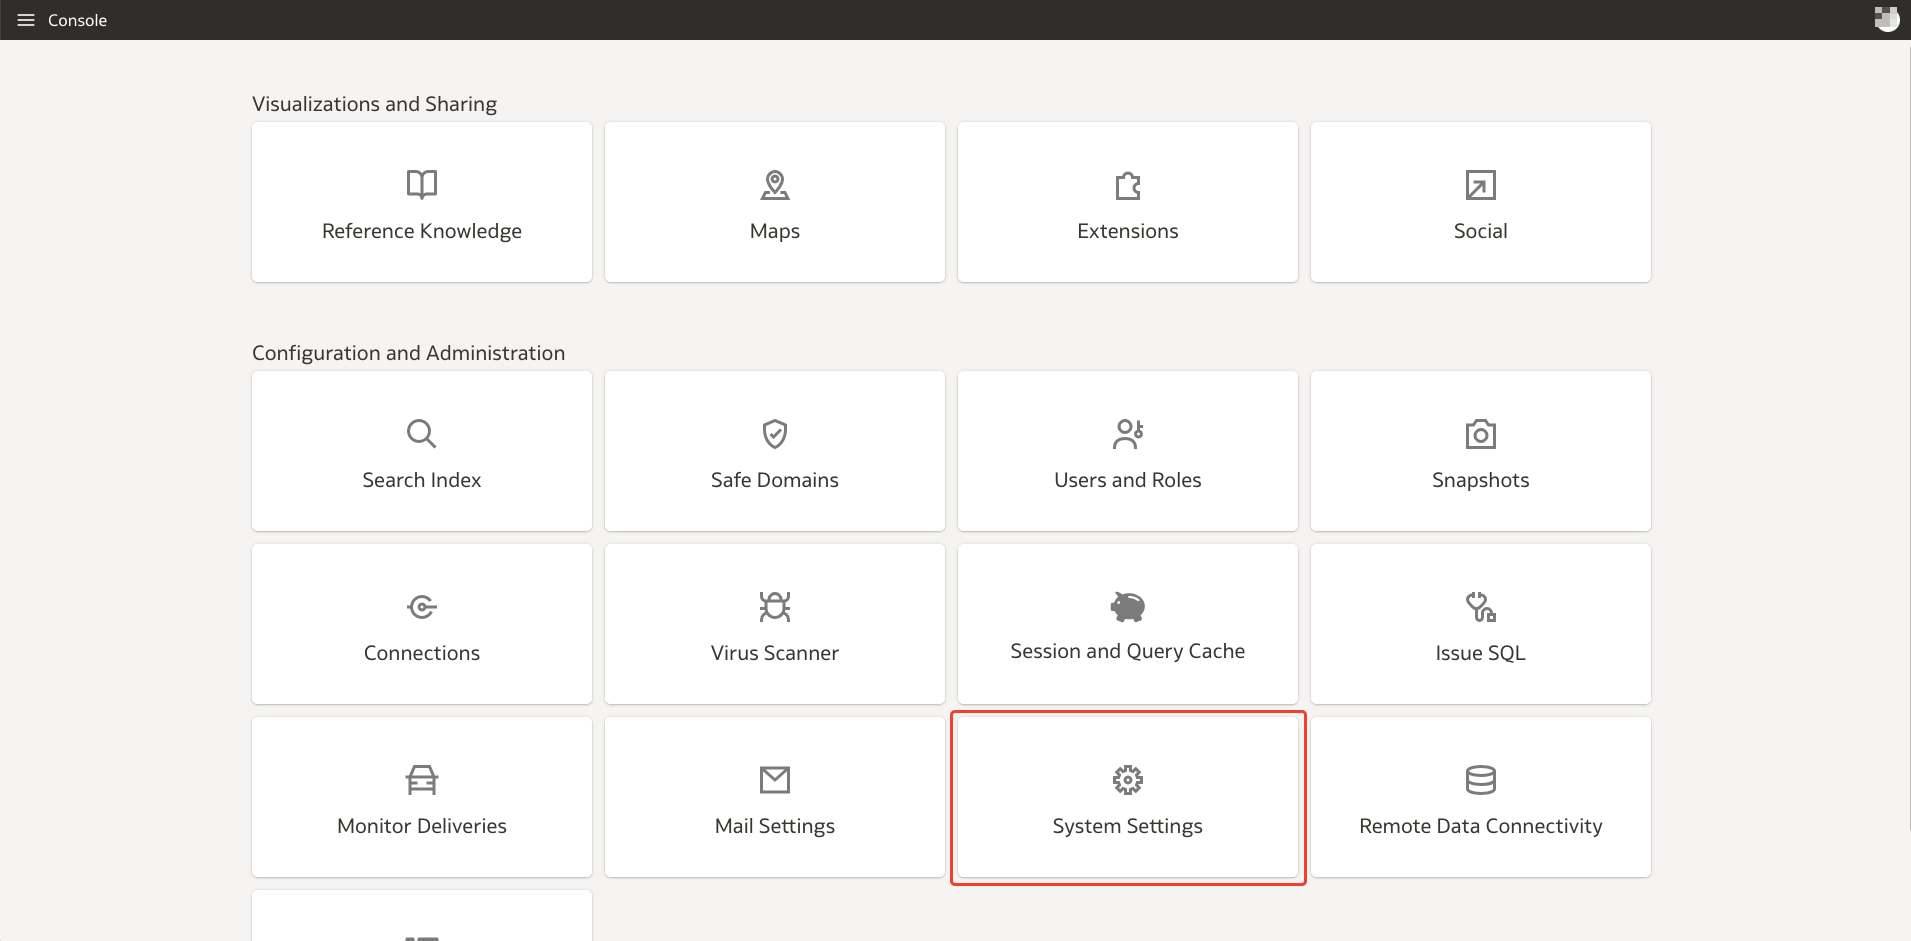 Console
Visualizations and Sharing
Reference Knowledge
Maps
Extensions
Social
Configuration and Administration
Search Index
Safe Domains
Users and Roles
Snapshots
Connections
Virus Scanner
Session and Query Cache
Issue SQL
Monitor Deliveries
Mail Settings
System Settings
Remote Data Connectivity